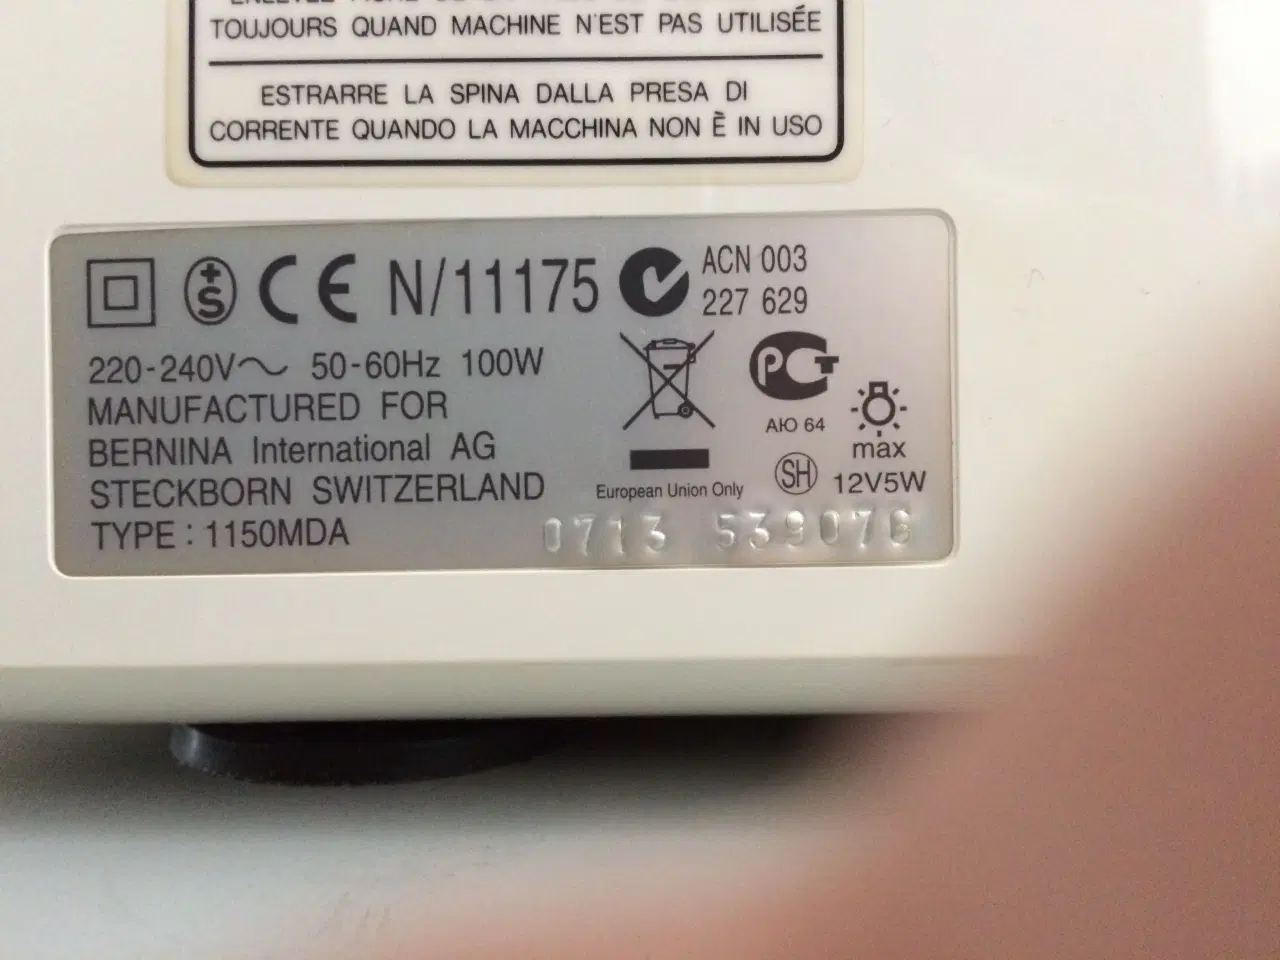 TOUJOURS QUAND MACHINE N'EST PAS UTILISÉE
ESTRARRE LA SPINA DALLA PRESA DI
CORRENTE QUANDO LA MACCHINA NON È IN USO
+S
CE N/11175
ACN 003
227 629
220-240V~ 50-60Hz 100W
MANUFACTURED FOR
BERNINA International AG
STECKBORN SWITZERLAND
TYPE : 1150MDA
European Union Only
РСТ
АЮ 64
SH
max
12V5W
0713 539076